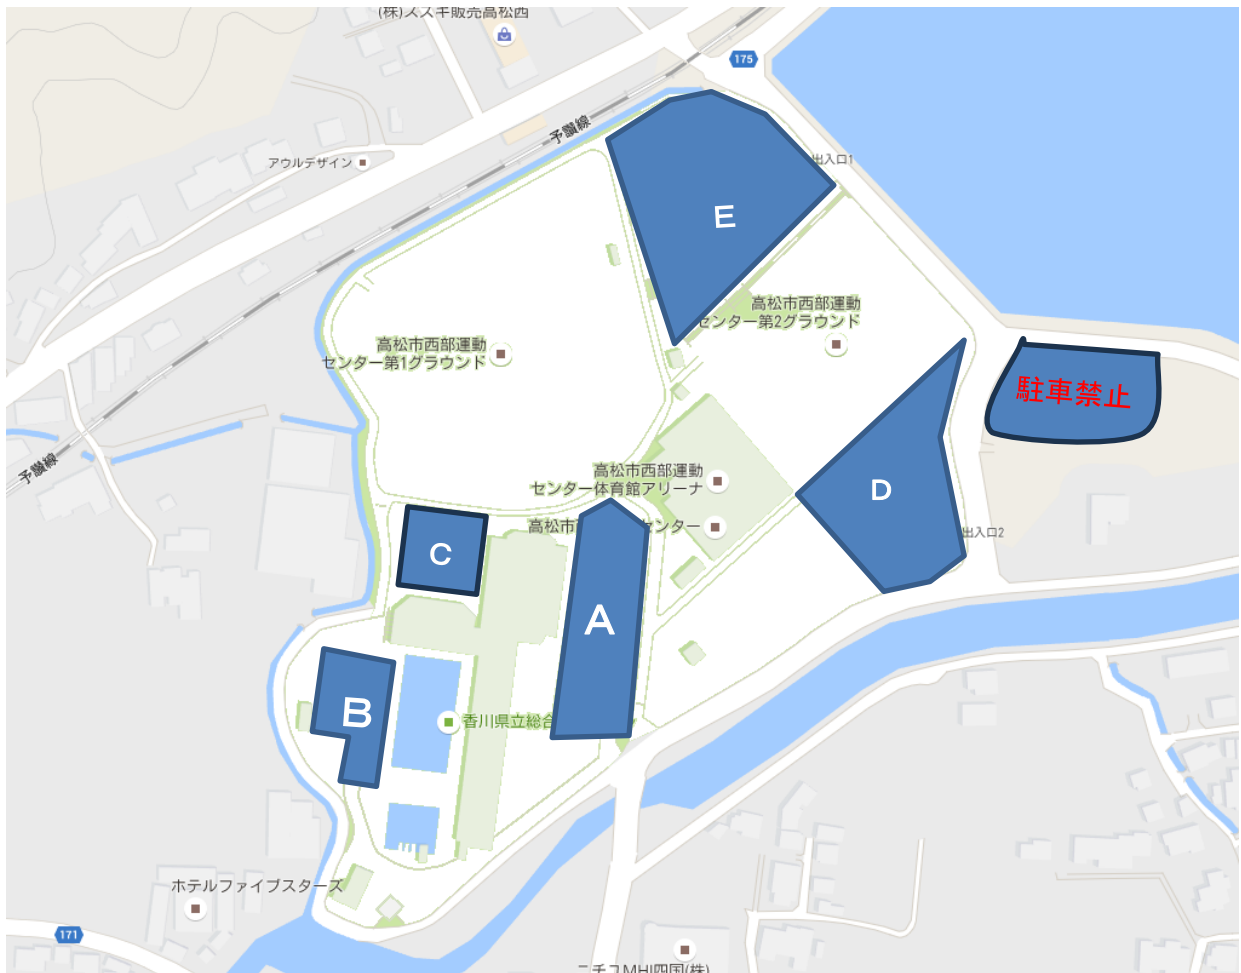 (株)スズキ販売高松西
175
予讃線
アウルデザイン
出入口1
E
高松市西部運動
センター第2グラウンド
高松市西部運動
センター第1グラウンド
駐車禁止
予讃線
高松市西部運動
センター体育館アリーナ
D
高松市
センター
出入口2
C
A
B
香川県立総合
ホテルファイブスターズ
171
ニチユMHI四国(株)